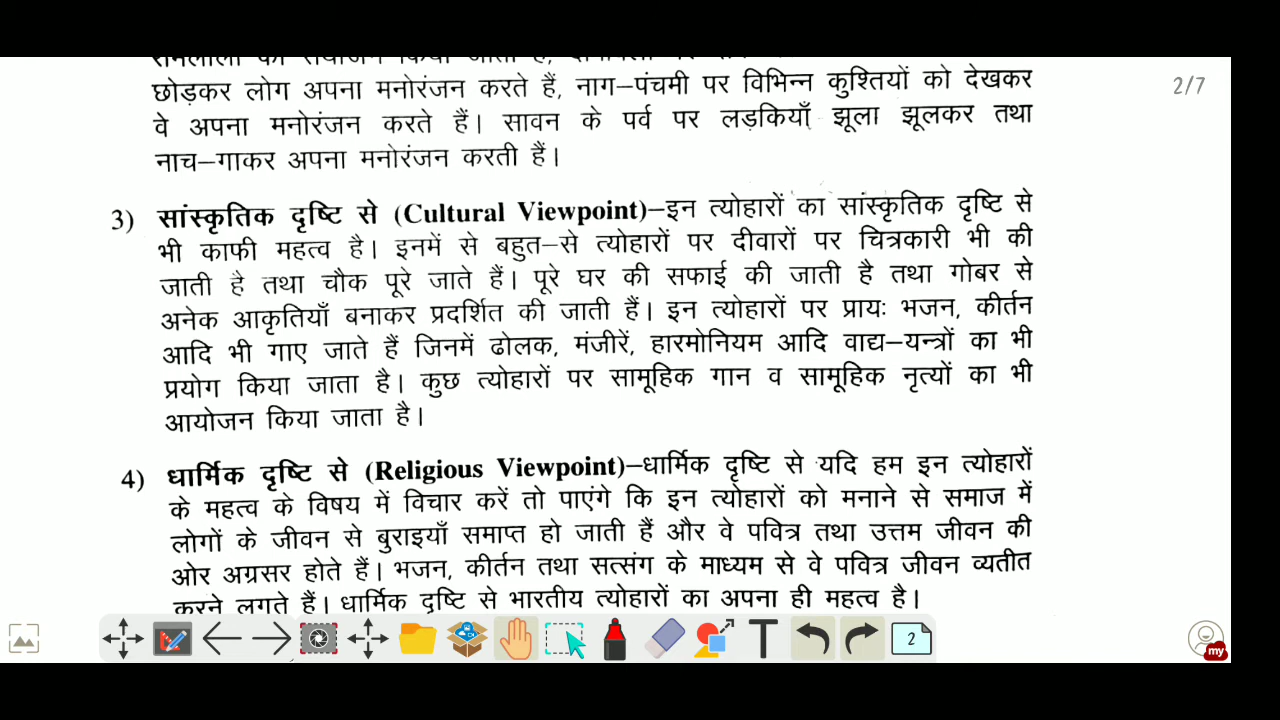 छोड़कर लोग अपना मनोरंजन करते हैं, नाग–पंचमी पर विभिन्न कुश्तियों को देखकर
वे अपना मनोरंजन करते हैं। सावन के पर्व पर लड़कियाँ झूला झूलकर तथा
नाच–गाकर अपना मनोरंजन करती हैं।
3) सांस्कृतिक दृष्टि से (Cultural Viewpoint)–इन त्योहारों का सांस्कृतिक दृष्टि से
भी काफी महत्व है। इनमें से बहुत–से त्योहारों पर दीवारों पर चित्रकारी भी की
जाती है तथा चौक पूरे जाते हैं। पूरे घर की सफाई की जाती है तथा गोबर से
अनेक आकृतियाँ बनाकर प्रदर्शित की जाती हैं। इन त्योहारों पर प्रायः भजन, कीर्तन
आदि भी गाए जाते हैं जिनमें ढोलक, मंजीरें, हारमोनियम आदि वाद्य–यन्त्रों का भी
प्रयोग किया जाता है। कुछ त्योहारों पर सामूहिक गान व सामूहिक नृत्यों का भी
आयोजन किया जाता है।
4) धार्मिक दृष्टि से (Religious Viewpoint)–धार्मिक दृष्टि से यदि हम इन त्योहारों
के महत्व के विषय में विचार करें तो पाएंगे कि इन त्योहारों को मनाने से समाज में
लोगों के जीवन से बुराइयाँ समाप्त हो जाती हैं और वे पवित्र तथा उत्तम जीवन की
ओर अग्रसर होते हैं। भजन, कीर्तन तथा सत्संग के माध्यम से वे पवित्र जीवन व्यतीत
करने लगते हैं। धार्मिक दृष्टि से भारतीय त्योहारों का अपना ही महत्व है।
2/7
T
2
my